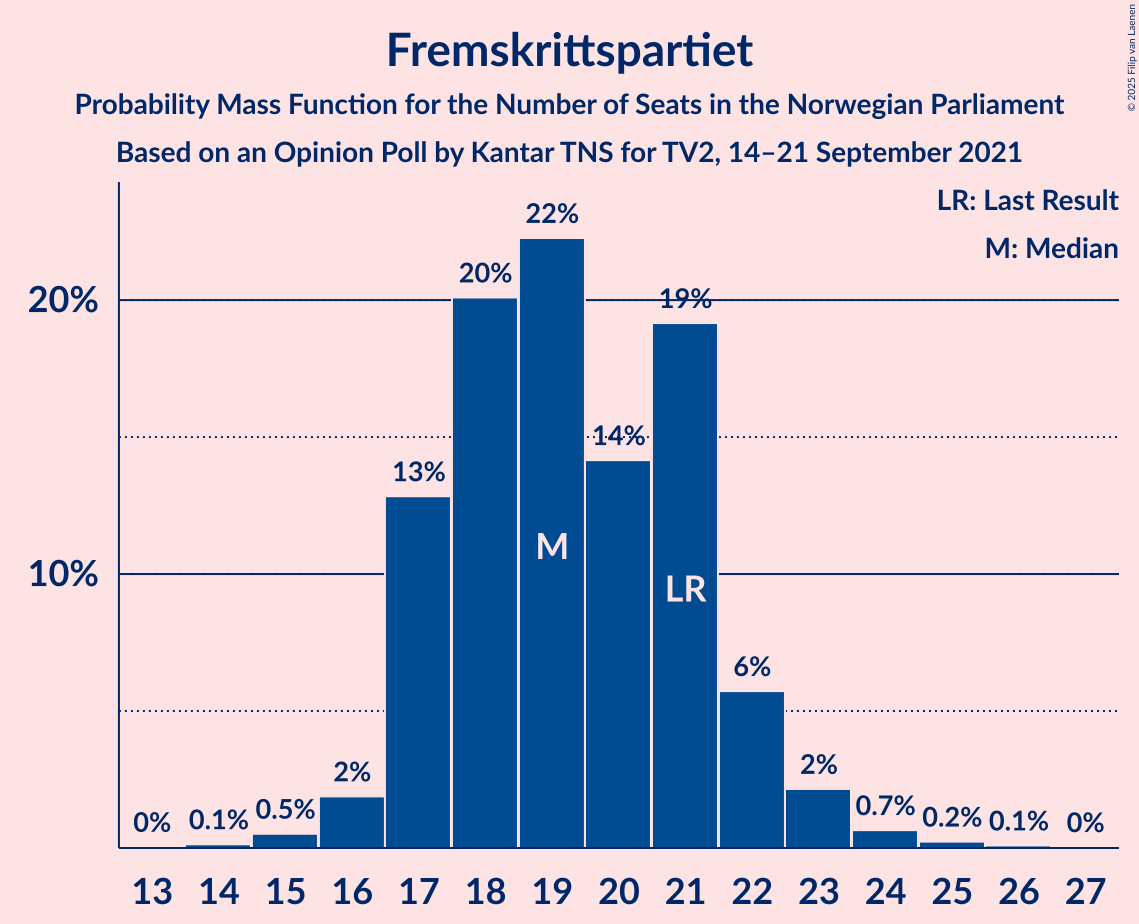 Fremskrittspartiet
Probability Mass Function for the Number of Seats in the Norwegian Parliament
Based on an Opinion Poll by Kantar TNS for TV2, 14–21 September 2021
© 2025 Filip van Laenen
LR: Last Result
M: Median
20%
10%
0%
0.1%
0.5%
2%
13%
20%
22%
14%
19%
6%
2%
0.7%
0.2%
0.1%
0%
M
LR
13 14 15 16 17 18 19 20 21 22 23 24 25 26 27